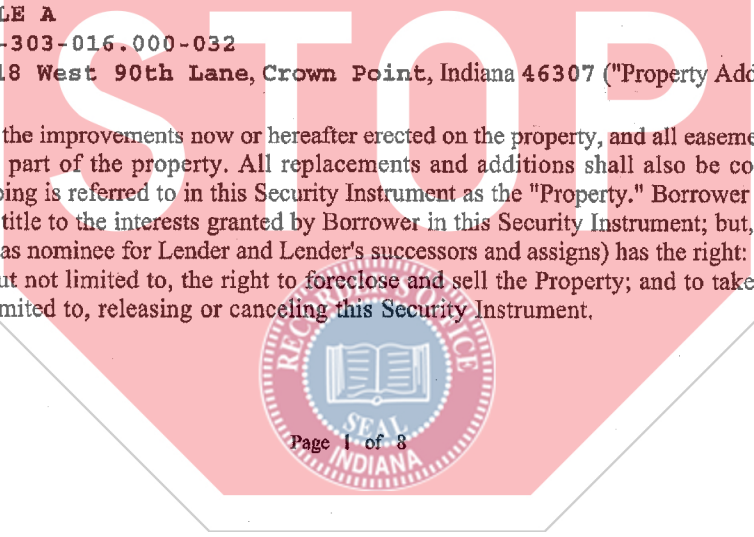 STOP
LE A
-303-016.000-032
18 West 90th Lane, Crown Point, Indiana 46307 ("Property Add
the improvements now or hereafter erected on the property, and all easeme
part of the property. All replacements and additions shall also be co
ing is referred to in this Security Instrument as the "Property." Borrower
title to the interests granted by Borrower in this Security Instrument; but,
as nominee for Lender and Lender's successors and assigns) has the right:
ut not limited to, the right to foreclose and sell the Property; and to take
mited to, releasing or canceling this Security Instrument.
RECORDER'S OFFICE
SEAL
INDIANA
Page 1 of 8